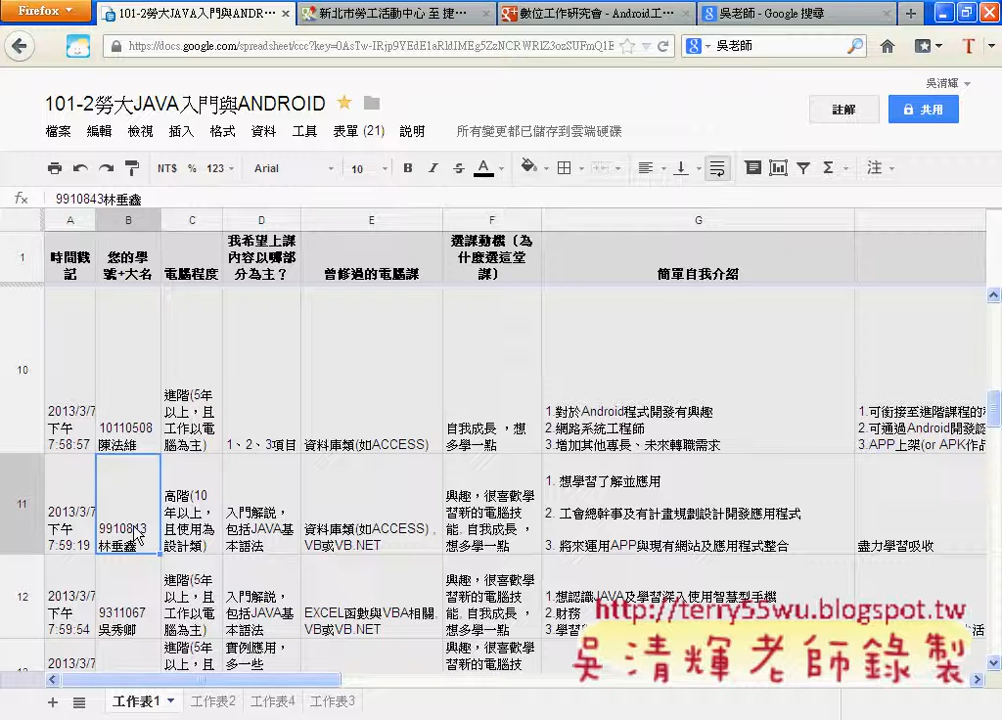 Firefox
101-2勞大JAVA入門與ANDR...
新北市勞工活動中心 至 捷...
數位工作研究會 - Android工...
吳老師 - Google 搜尋
https://docs.google.com/spreadsheet/ccc?key=0AsTw-IRjp9YEdE1aRldIMEg5ZzNCRWRlZ3ozSUFmQ1E
吳老師
吳清輝
101-2勞大JAVA入門與ANDROID
註解
共用
檔案 編輯 檢視 插入 格式 資料 工具 表單 (21) 說明 所有變更都已儲存到雲端硬碟
NT$ % 123 Arial 10 B I S A Σ 注
fx 9910843林垂鑫
A B C D E F G
1
時間戳記
您的學號+大名
電腦程度
我希望上課內容以哪部分為主？
曾修過的電腦課
選課動機（為什麼選這堂課）
簡單自我介紹
10
2013/3/7
下午
7:58:57
10110508
陳法維
進階(5年
以上，且
工作以電
腦為主)
1、2、3項目
資料庫類(如ACCESS)
自我成長 ，想
多學一點
1.對於Android程式開發有興趣
2.網路系統工程師
3.增加其他專長、未來轉職需求
1.可銜接至進階課程的
2.可通過Android開發認
3.APP上架(or APK作品
11
2013/3/7
下午
7:59:19
9910843
林垂鑫
高階(10
年以上，
且使用為
設計類)
入門解說，
包括JAVA基
本語法
資料庫類(如ACCESS) ,
VB或VB.NET
興趣，很喜歡學
習新的電腦技
能, 自我成長 ，
想多學一點
1. 想學習了解並應用
2. 工會總幹事及有計畫規劃設計開發應用程式
3. 將來運用APP與現有網站及應用程式整合
盡力學習吸收
12
2013/3/7
下午
7:59:54
9311067
吳秀卿
進階(5年
以上，且
工作以電
腦為主)
入門解說，
包括JAVA基
本語法
EXCEL函數與VBA相關,
VB或VB.NET
興趣，很喜歡學
習新的電腦技
能, 自我成長 ，
想多學一點
1.想認識JAVA及學習深入使用智慧型手機
2.財務
3.學習
活
2013/3/7
進階(5年
以上，且
實例應用，
多一些
興趣，很喜歡學
習新的電腦技
http://terry55wu.blogspot.tw
吳清輝老師錄製
工作表1 工作表2 工作表4 工作表3